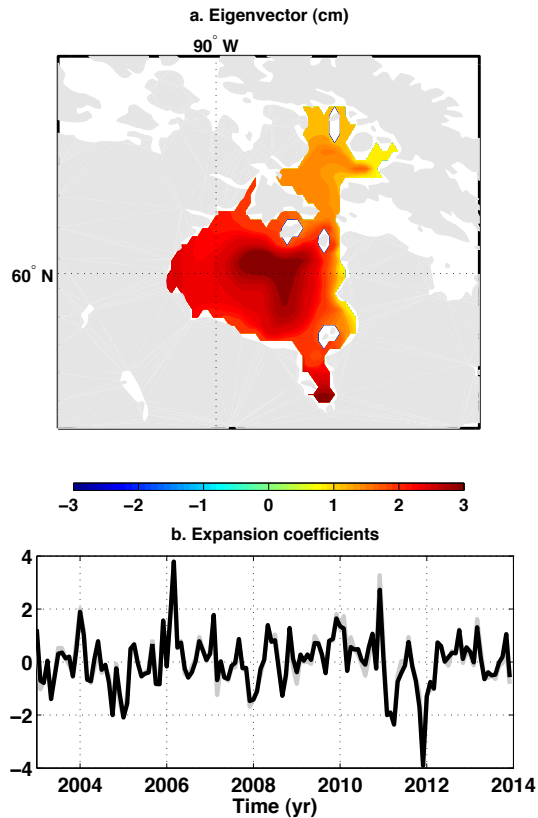 a. Eigenvector (cm)
90° W
60° N
−3 −2 −1 0 1 2 3
b. Expansion coefficients
4
2
0
−2
−4
2004 2006 2008 2010 2012 2014
Time (yr)